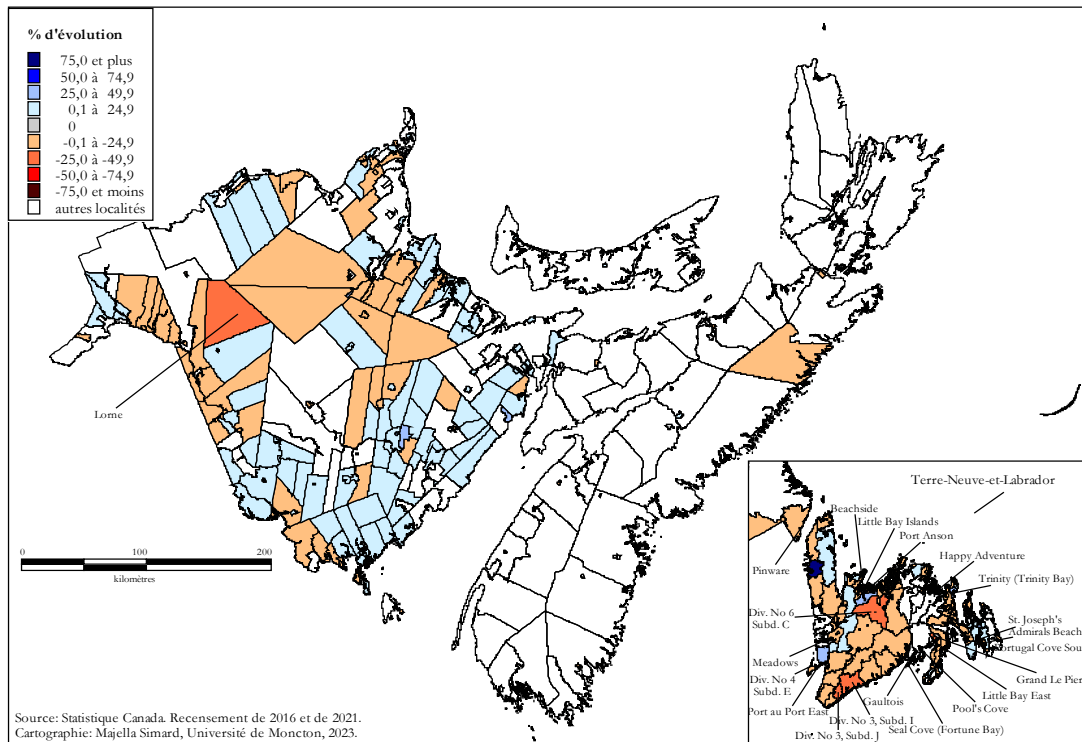 % d'évolution
75,0 et plus
50,0 à 74,9
25,0 à 49,9
0,1 à 24,9
0
-0,1 à -24,9
-25,0 à -49,9
-50,0 à -74,9
-75,0 et moins
autres localités
Lorne
0 100 200
kilomètres
Terre-Neuve-et-Labrador
Beachside
Little Bay Islands
Port Anson
Happy Adventure
Pinware
Trinity (Trinity Bay)
Div. No 6
Subd. C
St. Joseph's
Admirals Beach
Portugal Cove Sou
Meadows
Grand Le Pier
Div. No 4
Subd. E
Little Bay East
Gaultois
Pool's Cove
Port au Port East
Div. No 3, Subd. I
Seal Cove (Fortune Bay)
Div. No 3, Subd. J
Source: Statistique Canada. Recensement de 2016 et de 2021.
Cartographie: Majella Simard, Université de Moncton, 2023.